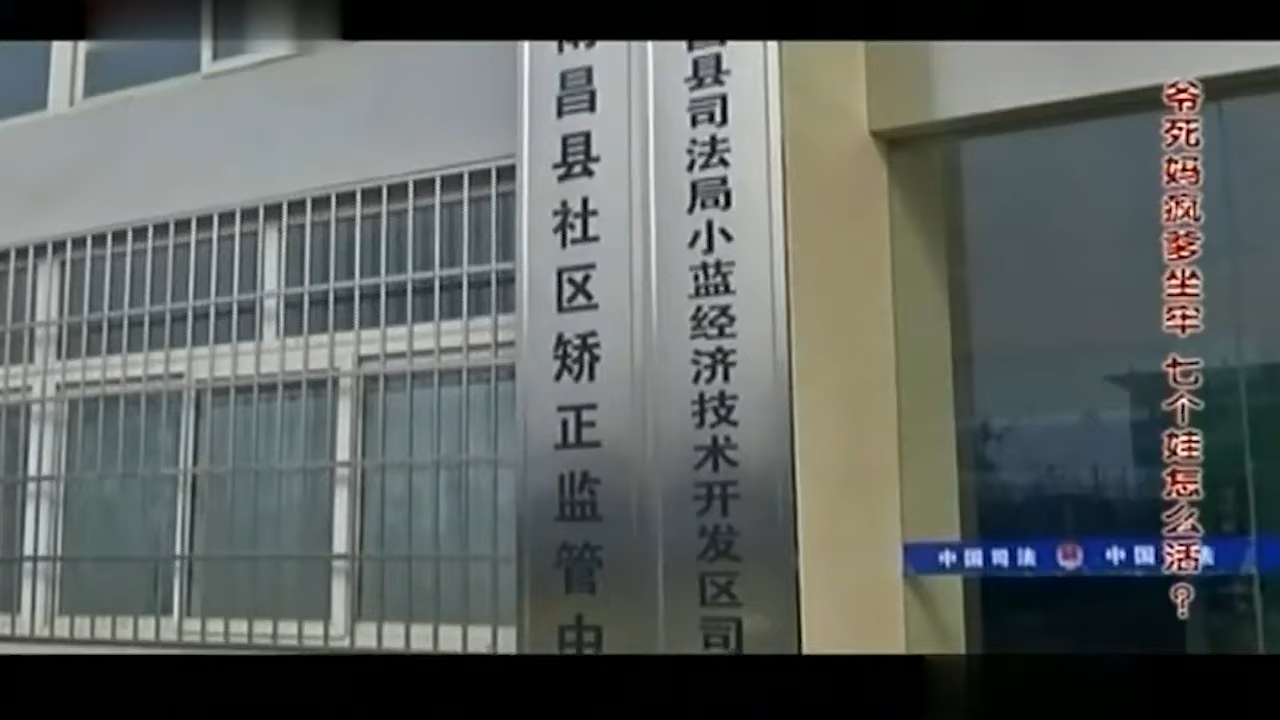 南昌县社区矫正监管中
昌县司法局小蓝经济技术开发区司
爷死妈疯爹坐牢 七个娃怎么活？
中国司法 中国 法